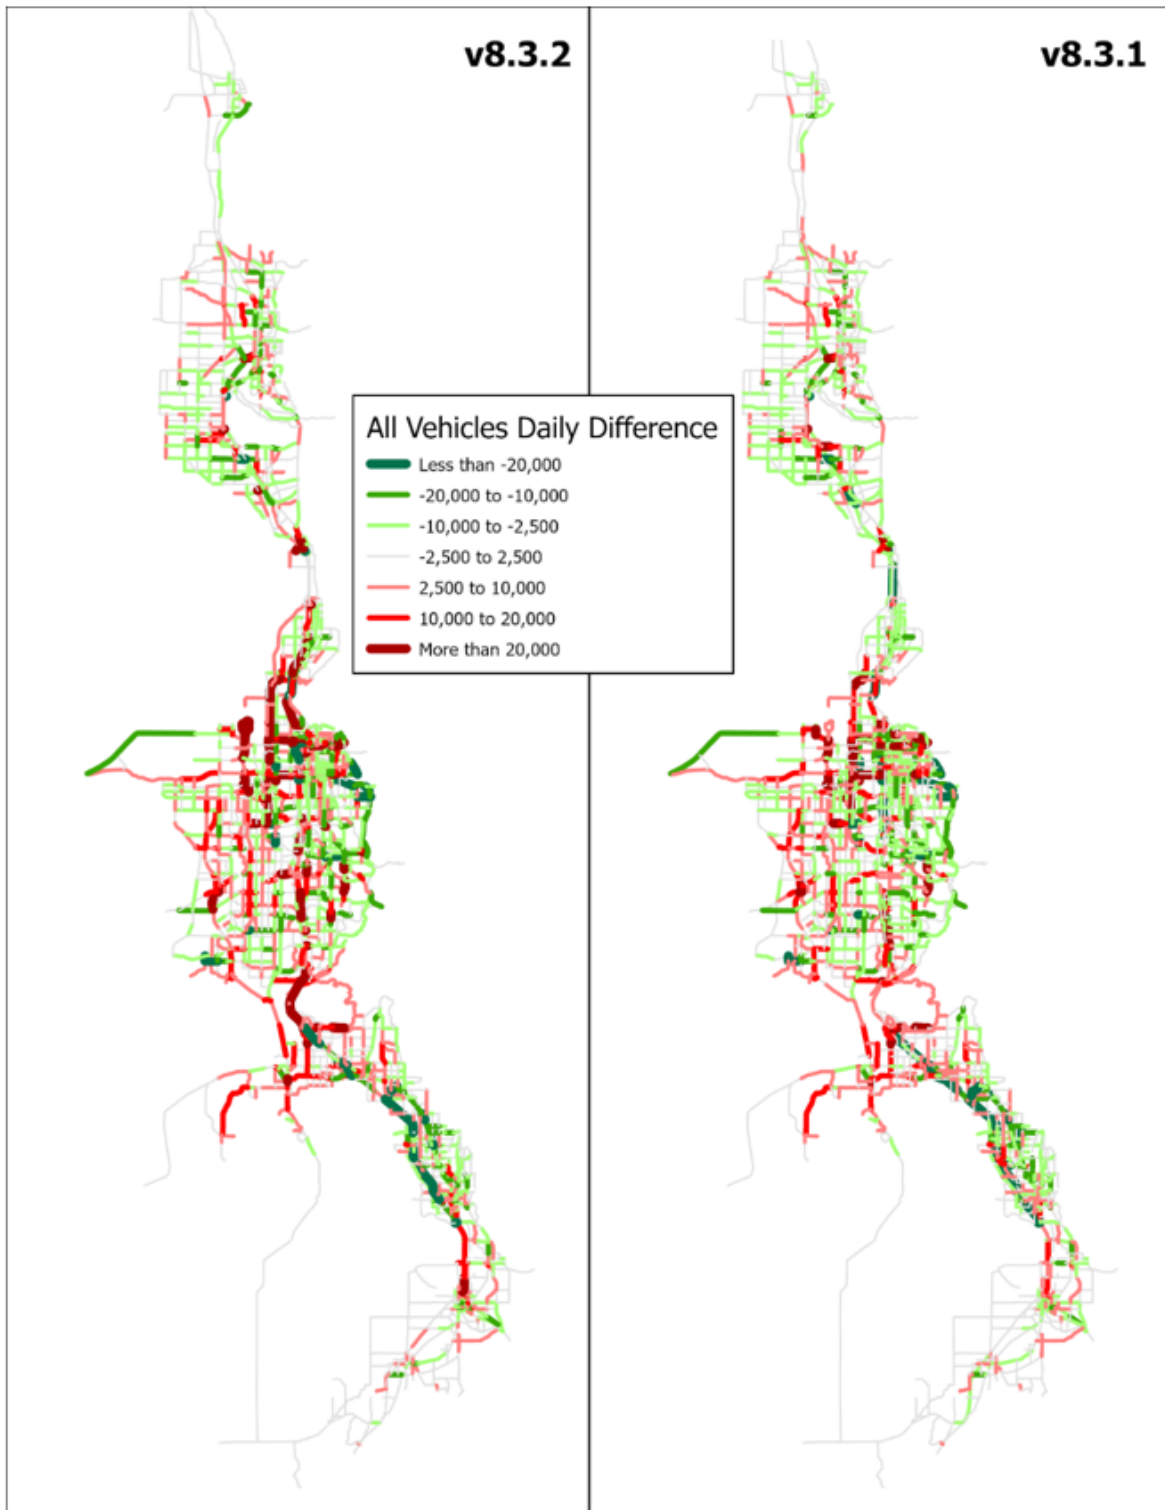 v8.3.2
v8.3.1
All Vehicles Daily Difference
Less than -20,000
-20,000 to -10,000
-10,000 to -2,500
-2,500 to 2,500
2,500 to 10,000
10,000 to 20,000
More than 20,000